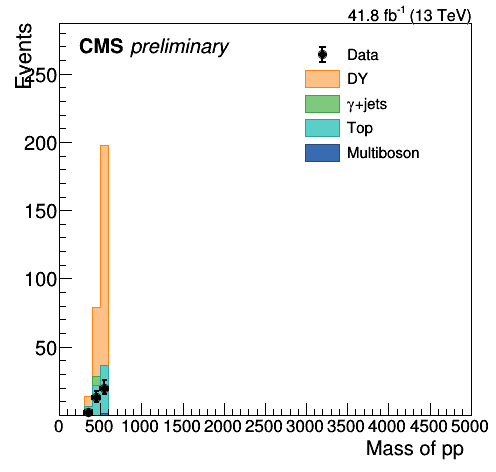 41.8 fb⁻¹ (13 TeV)
Events
CMS preliminary
Data
DY
γ+jets
Top
Multiboson
250
200
150
100
50
0 500 1000 1500 2000 2500 3000 3500 4000 4500 5000
Mass of pp